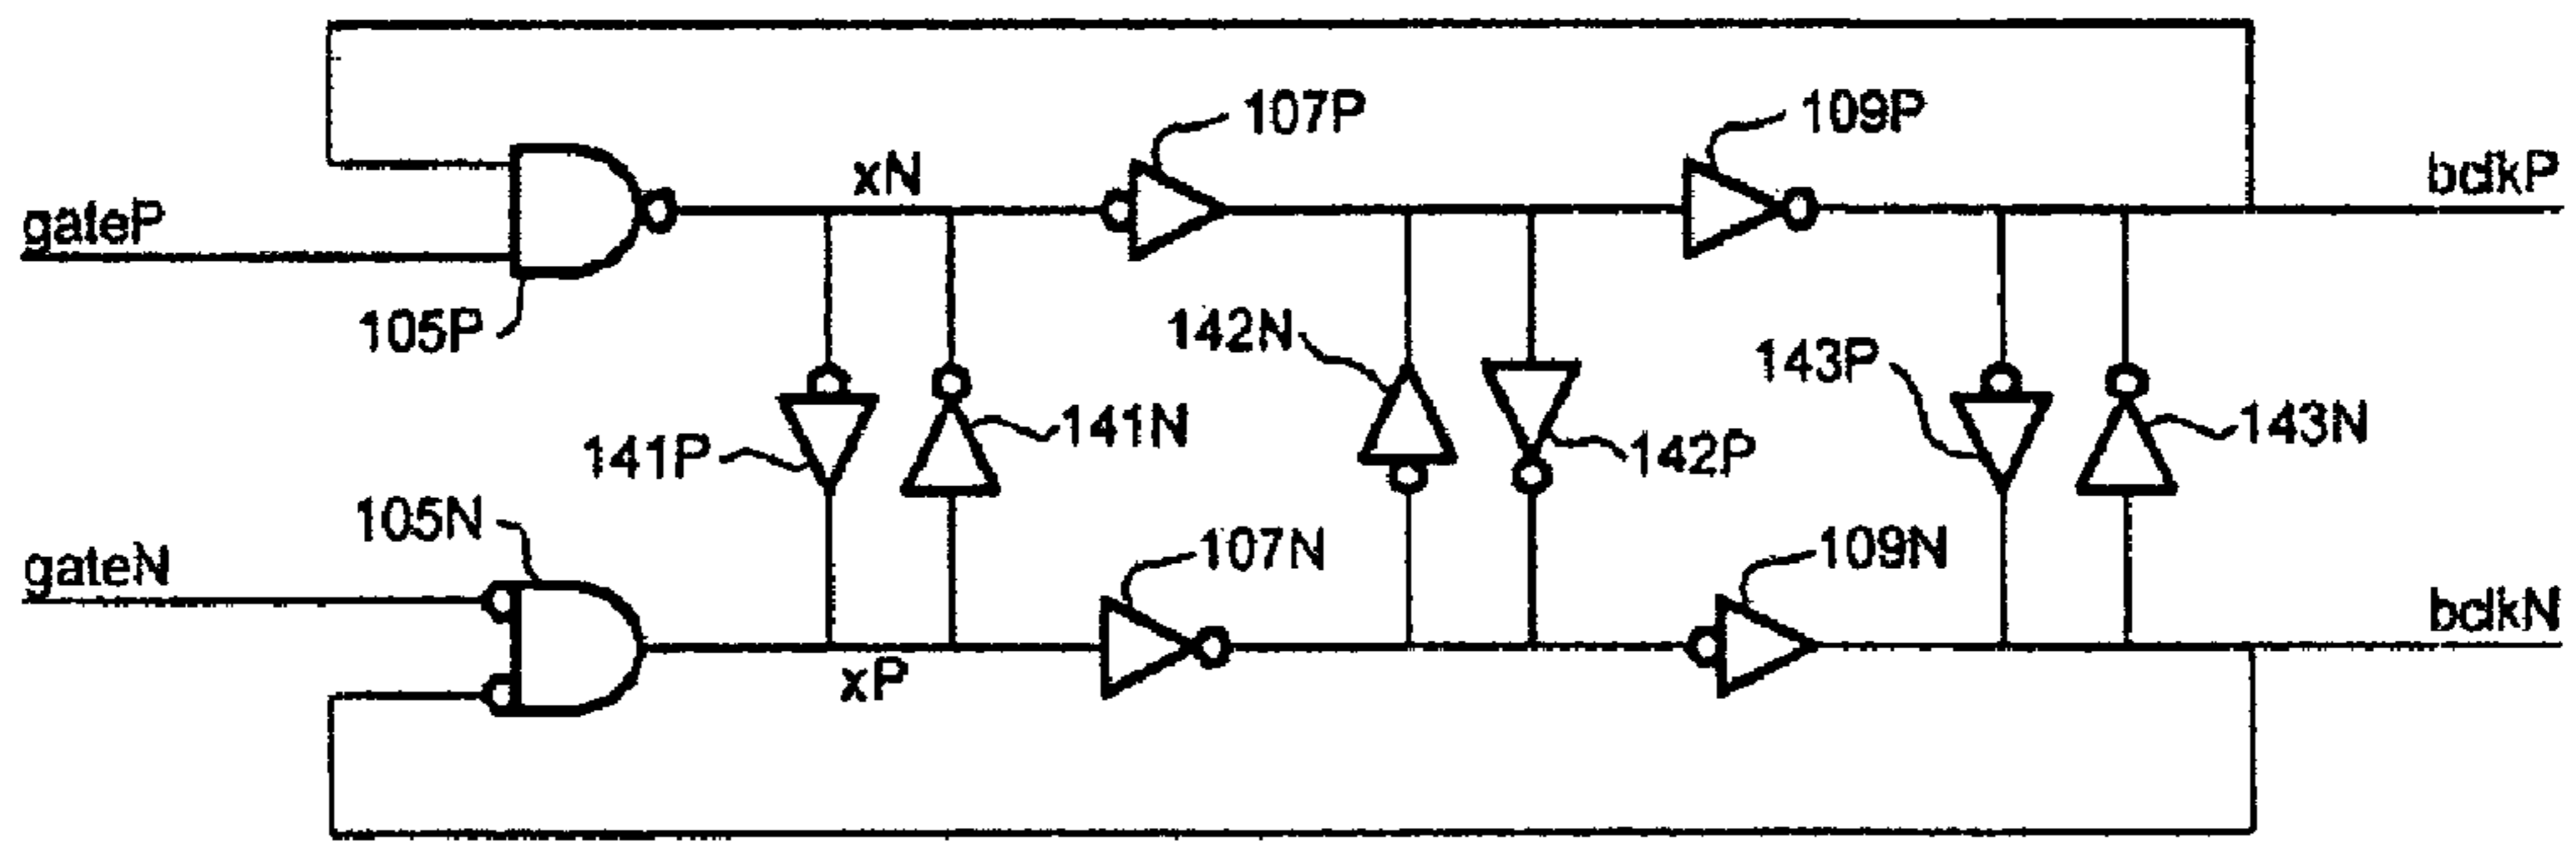 107P
109P
xN
bclkP
gateP
105P
142N
143P
141P
141N
142P
143N
105N
107N
109N
gateN
bclkN
xP